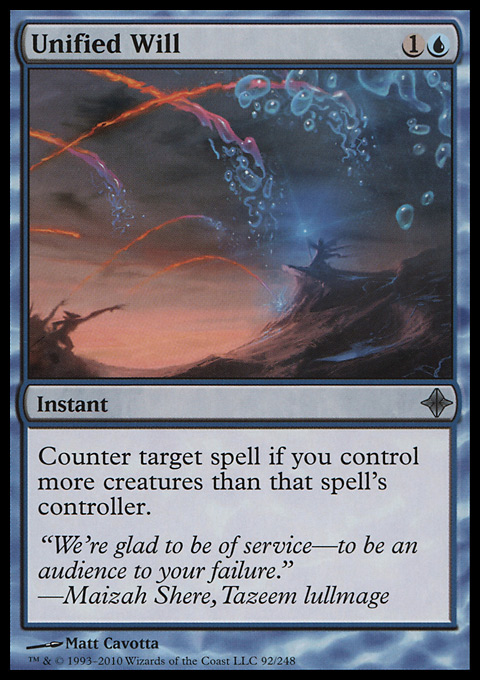 Unified Will 1
Instant
Counter target spell if you control
more creatures than that spell's
controller.
“We're glad to be of service—to be an
audience to your failure.”
—Maizah Shere, Tazeem lullmage
Matt Cavotta
™ & © 1993-2010 Wizards of the Coast LLC 92/248